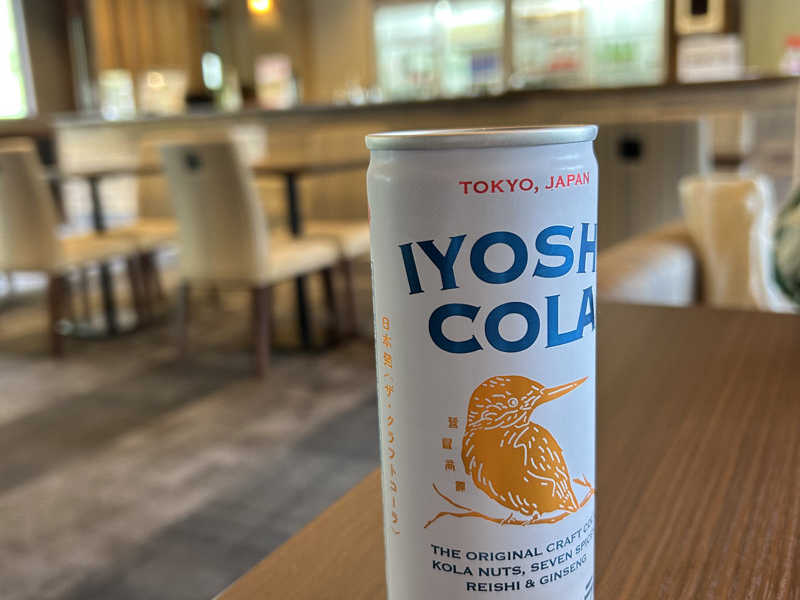 TOKYO, JAPAN
IYOSH
COLA
日本発〈ザ・クラフトコーラ〉
THE ORIGINAL CRAFT CO
KOLA NUTS, SEVEN SPIC
REISHI & GINSENG